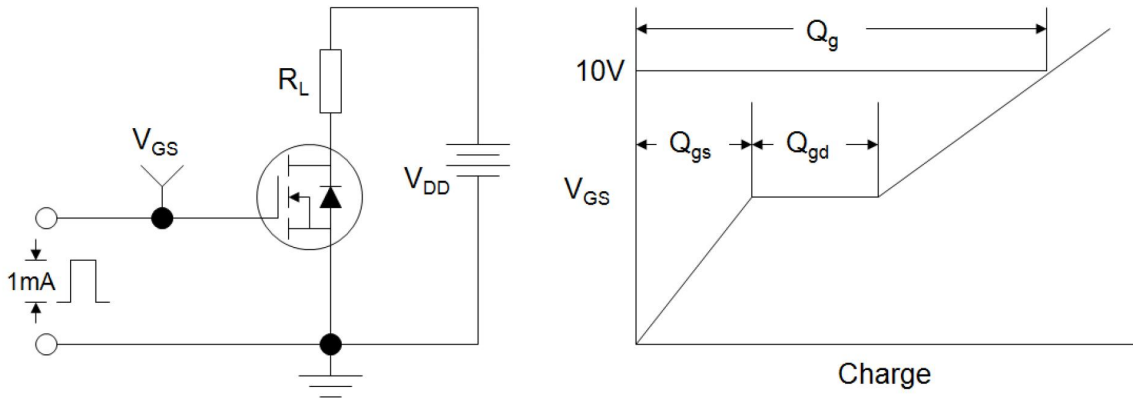 R_L
V_GS
V_DD
1mA
Q_g
10V
Q_gs
Q_gd
V_GS
Charge